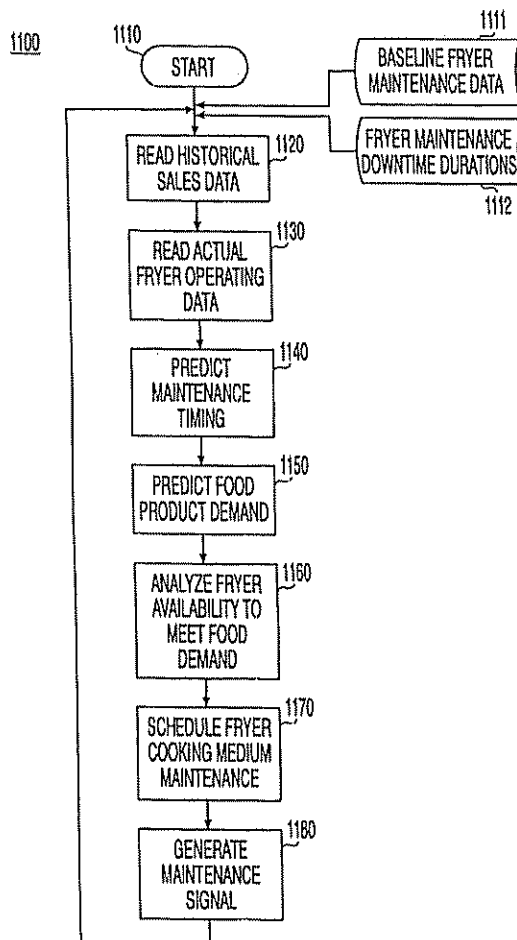 1100
1110
START
1111
BASELINE FRYER
MAINTENANCE DATA
FRYER MAINTENANCE
DOWNTIME DURATIONS
1112
1120
READ HISTORICAL
SALES DATA
1130
READ ACTUAL
FRYER OPERATING
DATA
1140
PREDICT
MAINTENANCE
TIMING
1150
PREDICT FOOD
PRODUCT DEMAND
1160
ANALYZE FRYER
AVAILABILITY TO
MEET FOOD
DEMAND
1170
SCHEDULE FRYER
COOKING MEDIUM
MAINTENANCE
1180
GENERATE
MAINTENANCE
SIGNAL